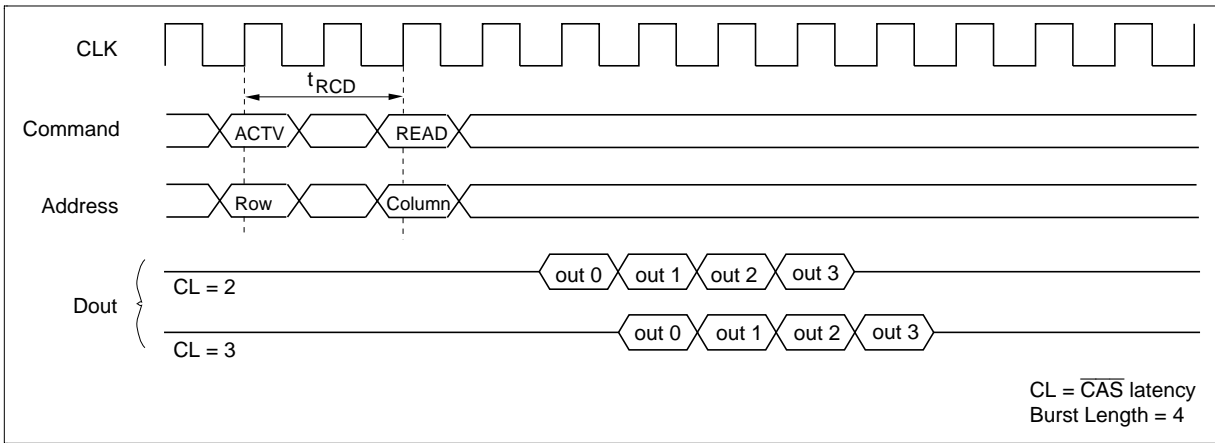 CLK
tRCD
Command
ACTV
READ
Address
Row
Column
Dout
CL = 2
out 0
out 1
out 2
out 3
CL = 3
out 0
out 1
out 2
out 3
CL = C̅A̅S̅ latency
Burst Length = 4